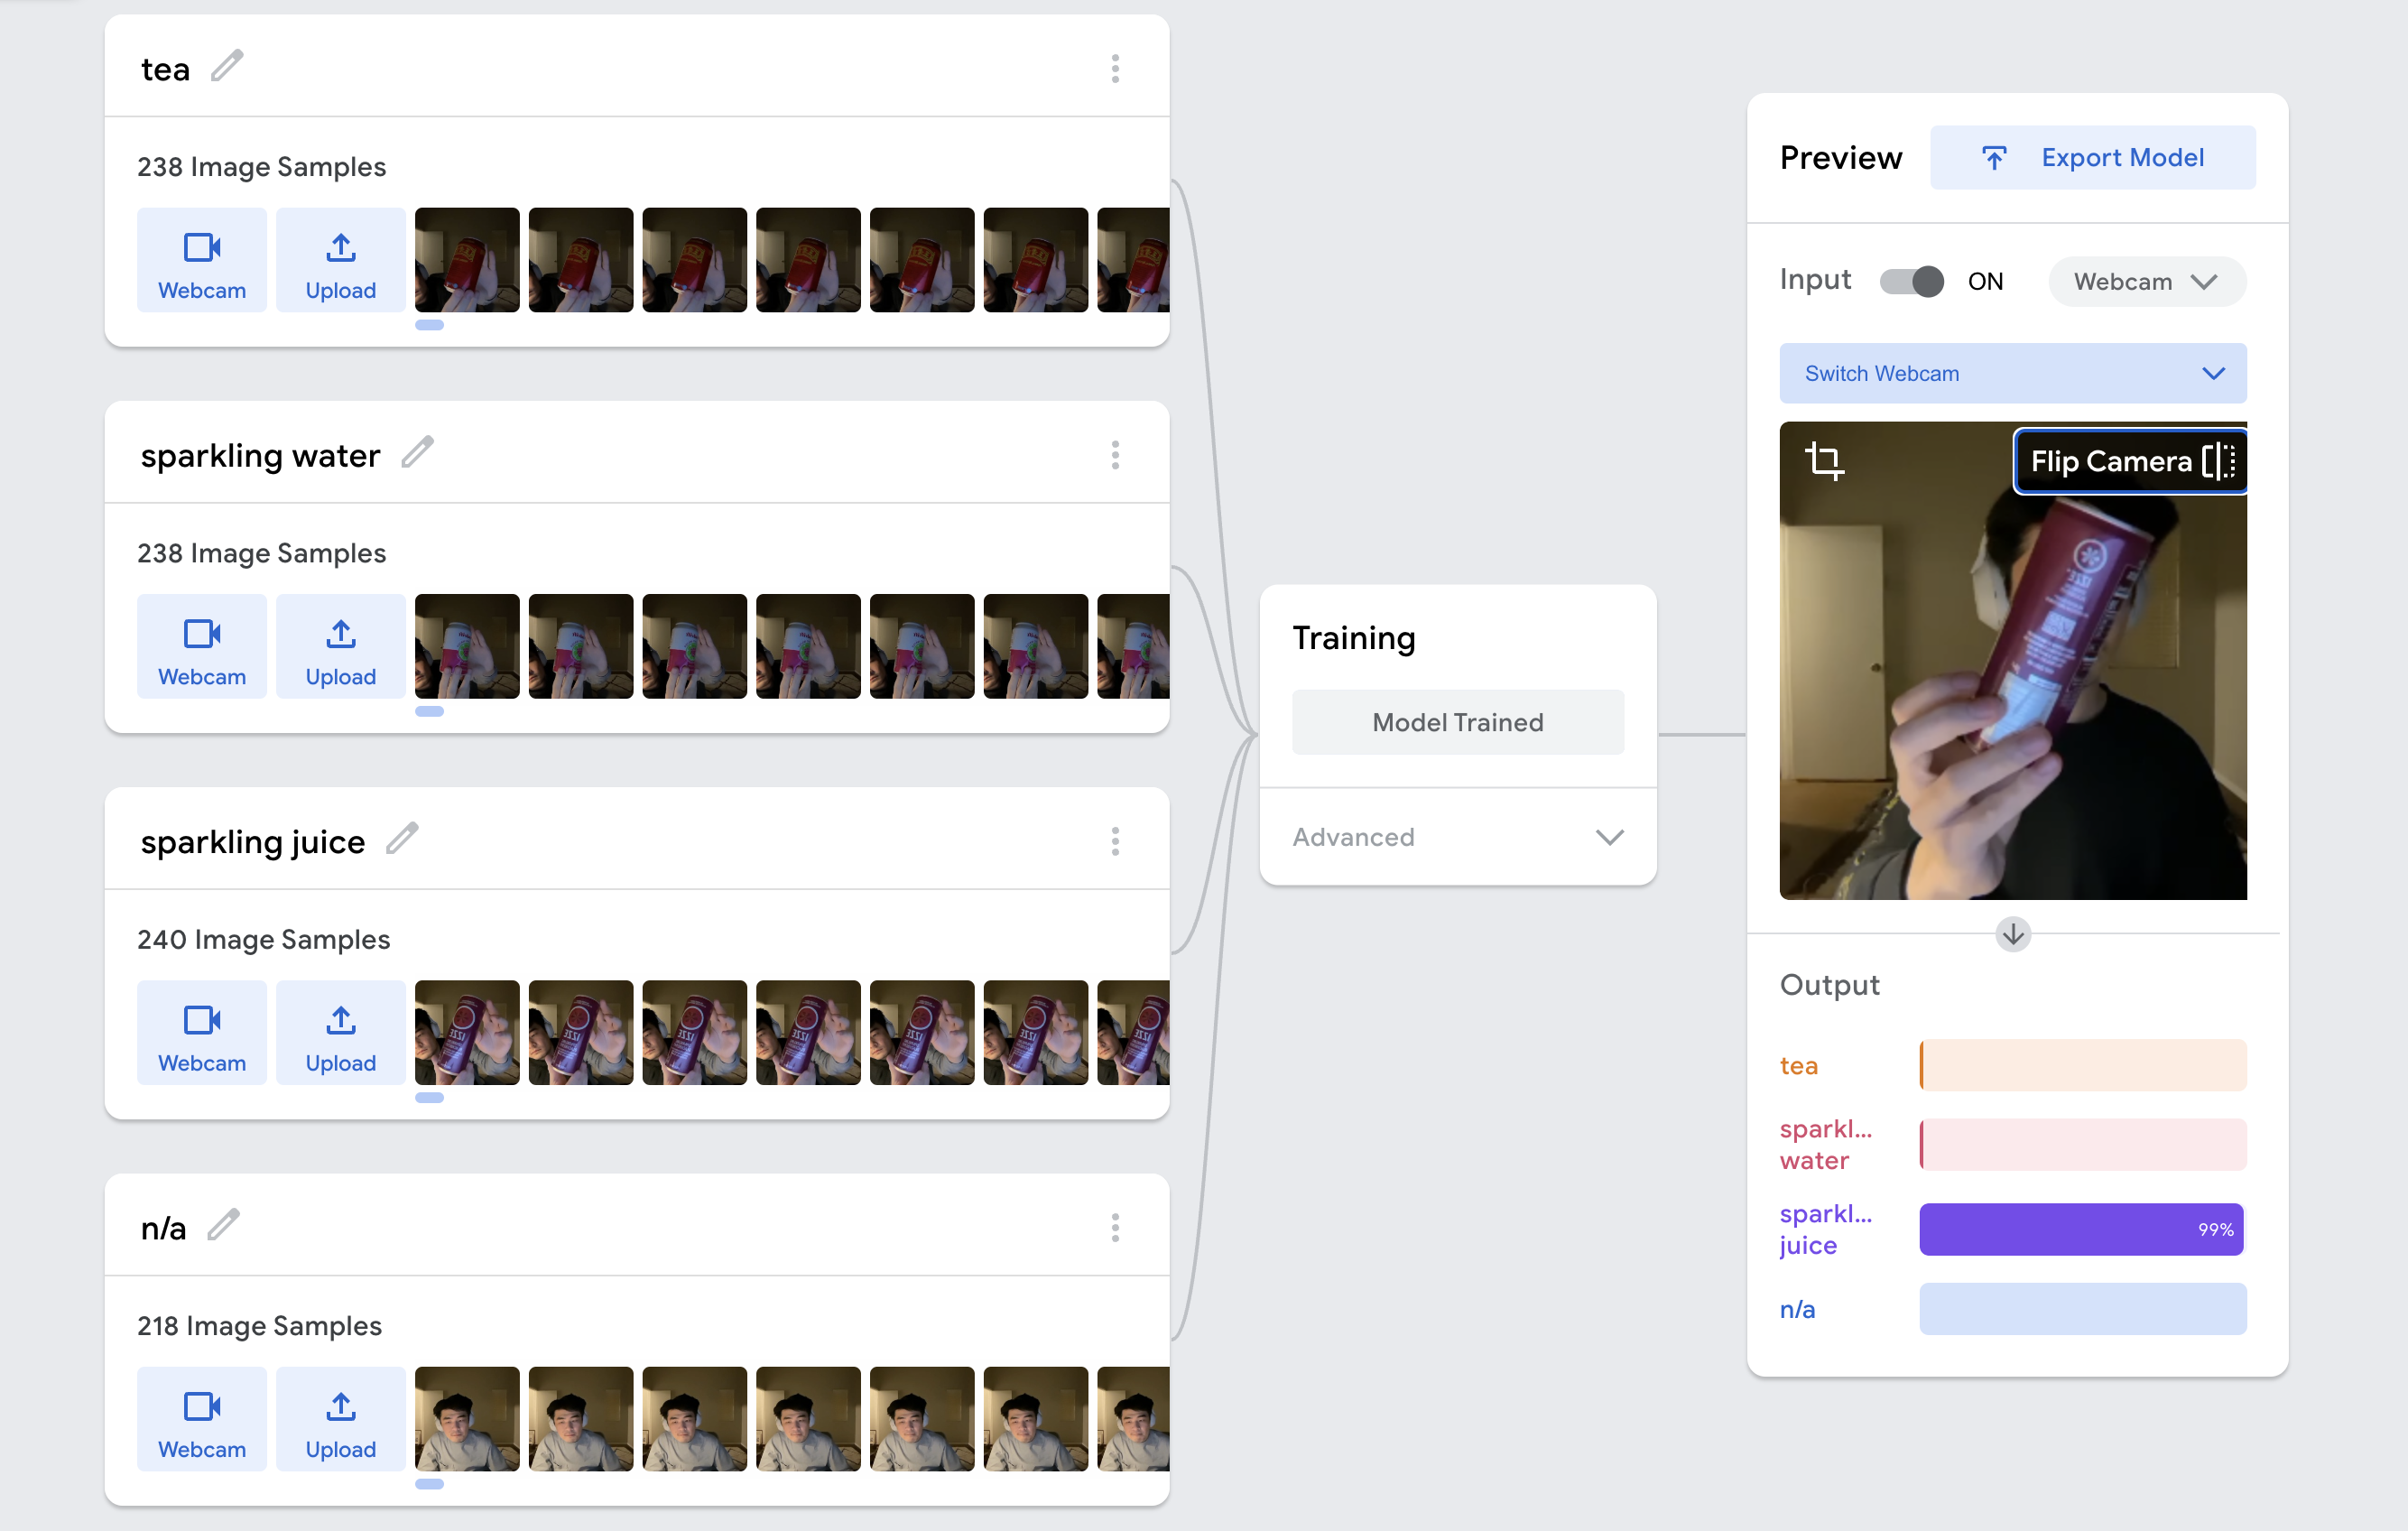 tea
238 Image Samples
Webcam
Upload
sparkling water
238 Image Samples
Webcam
Upload
sparkling juice
240 Image Samples
Webcam
Upload
IZZE
n/a
218 Image Samples
Webcam
Upload
Training
Model Trained
Advanced
Preview
Export Model
Input
ON
Webcam
Switch Webcam
Flip Camera
IZZE
Output
tea
sparkl...
water
sparkl...
juice
99%
n/a